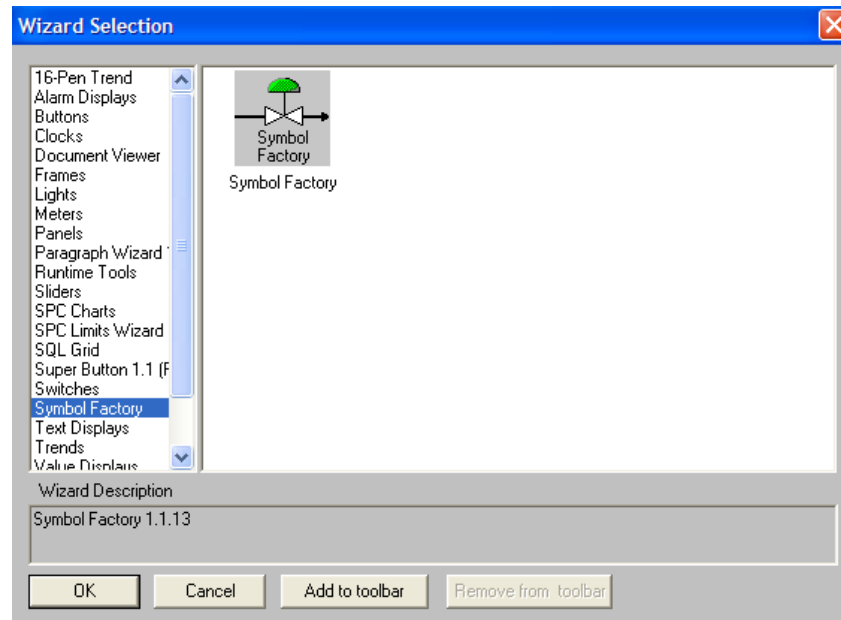 Wizard Selection
16-Pen Trend
Alarm Displays
Buttons
Clocks
Document Viewer
Frames
Lights
Meters
Panels
Paragraph Wizard
Runtime Tools
Sliders
SPC Charts
SPC Limits Wizard
SQL Grid
Super Button 1.1 (F
Switches
Symbol Factory
Text Displays
Trends
Value Displays
Symbol
Factory
Symbol Factory
Wizard Description
Symbol Factory 1.1.13
OK
Cancel
Add to toolbar
Remove from toolbar